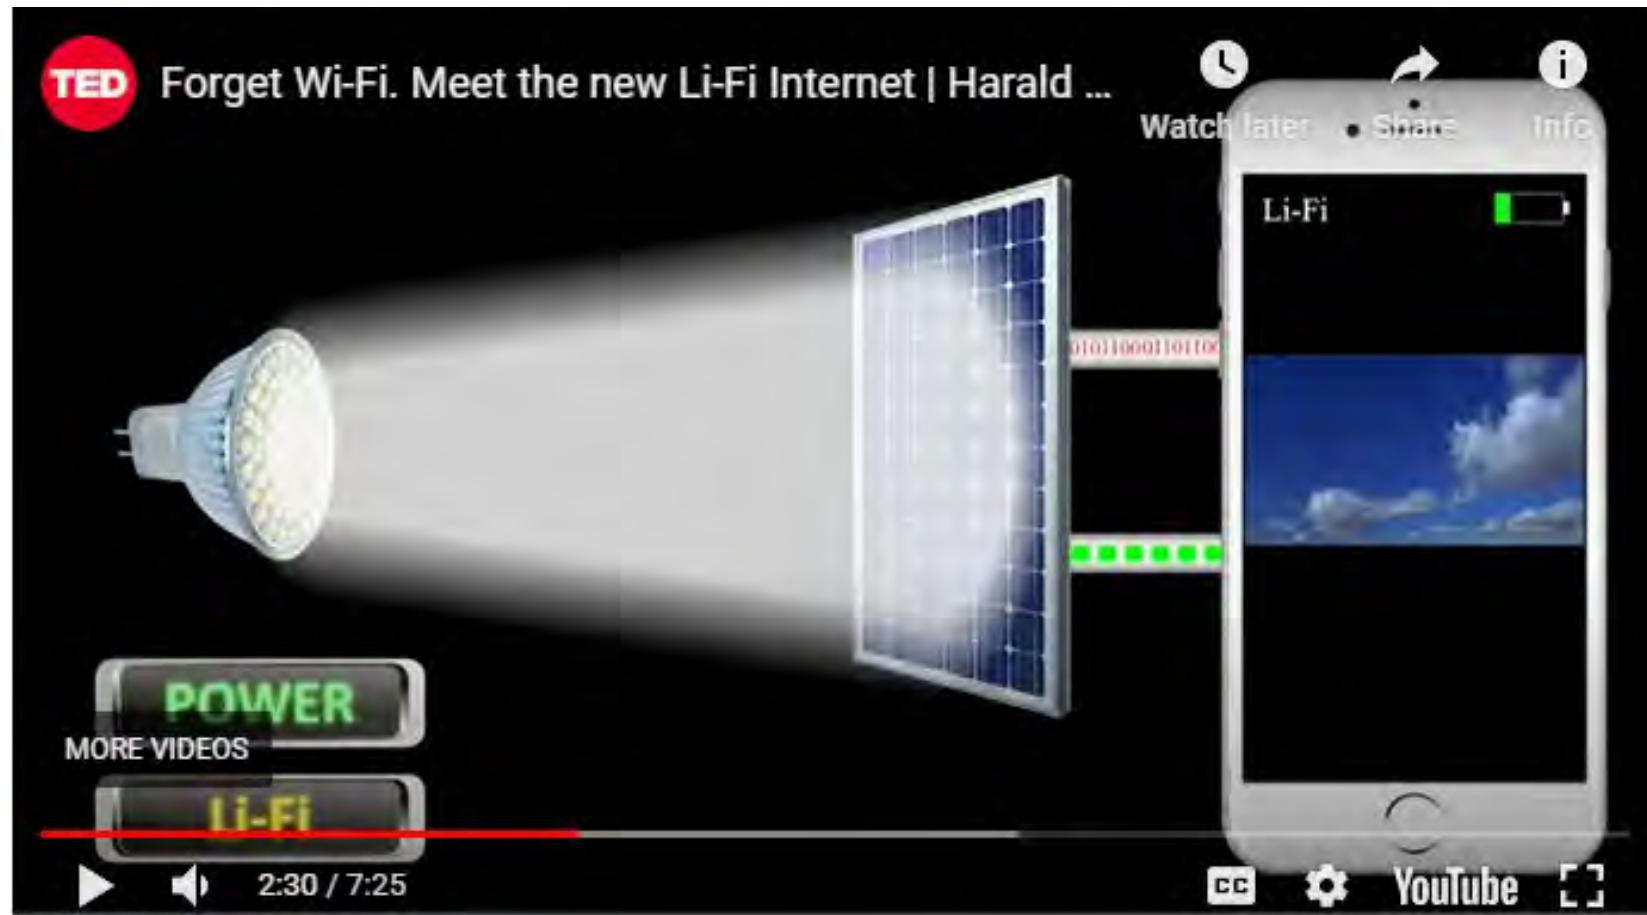 TED
Forget Wi-Fi. Meet the new Li-Fi Internet | Harald ...
Watch later
Share
Info
Li-Fi
POWER
MORE VIDEOS
Li-Fi
2:30 / 7:25
CC
YouTube